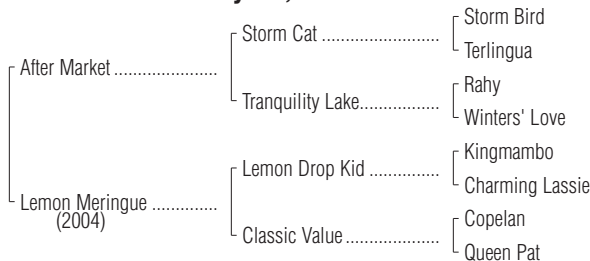 Storm Bird
Storm Cat ........................
Terlingua
After Market .....................
Rahy
Tranquility Lake................
Winters' Love
Kingmambo
Lemon Drop Kid ..............
Charming Lassie
Lemon Meringue .............
(2004)
Copelan
Classic Value ...................
Queen Pat